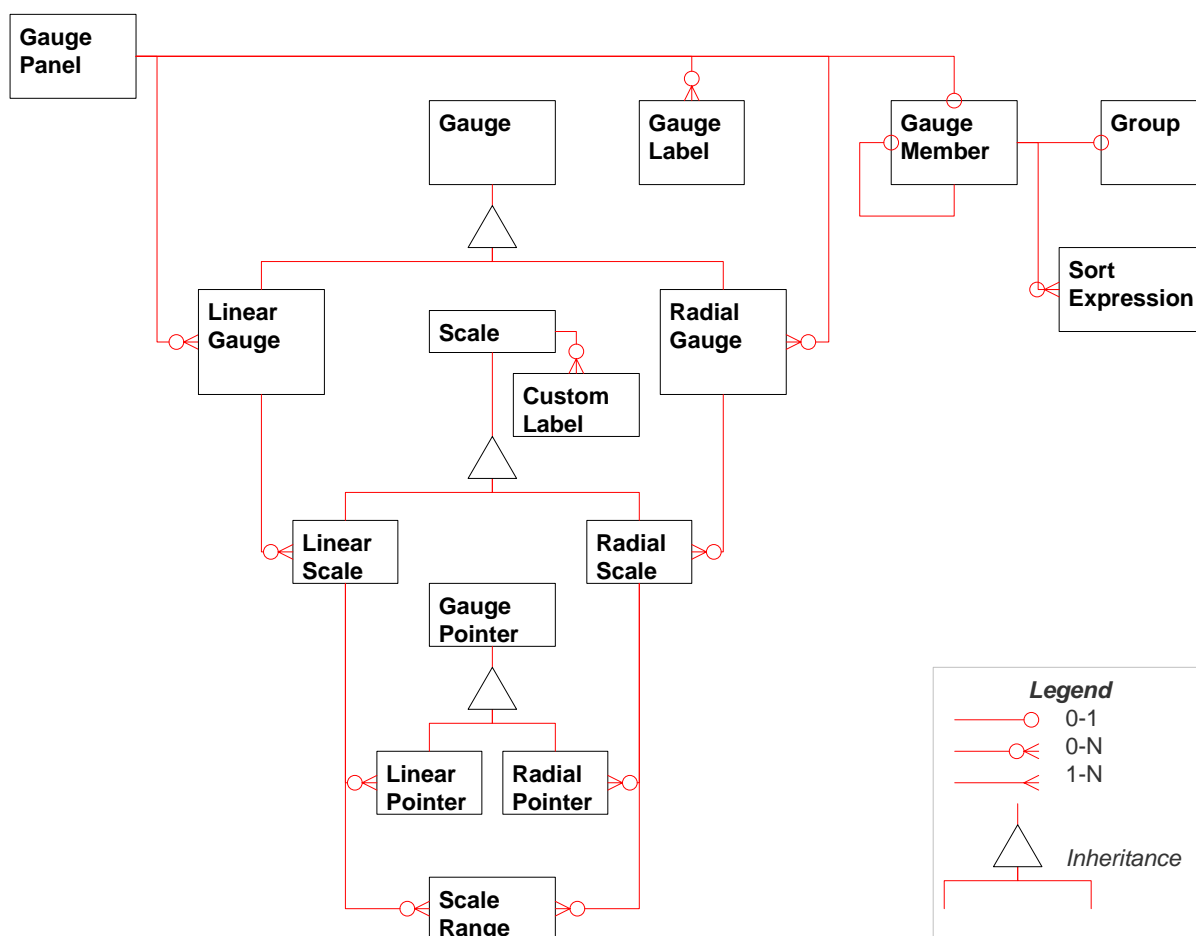 Gauge
Panel
Gauge
Gauge
Label
Gauge
Member
Group
Sort
Expression
Linear
Gauge
Scale
Radial
Gauge
Custom
Label
Linear
Scale
Radial
Scale
Gauge
Pointer
Linear
Pointer
Radial
Pointer
Scale
Range
Legend
0-1
0-N
1-N
Inheritance